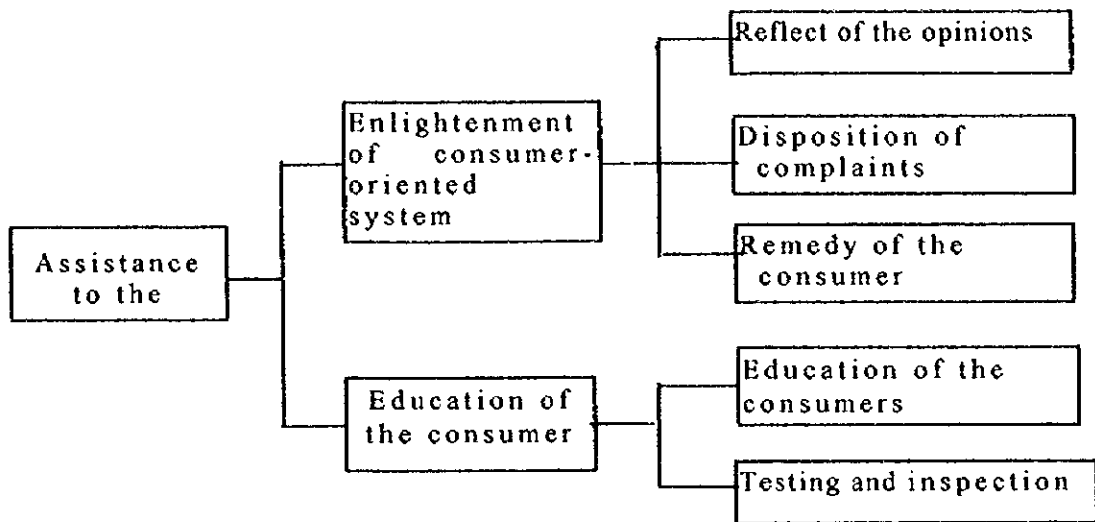 Reflect of the opinions
Enlightenment
of consumer-
oriented
system
Disposition of
complaints
Remedy of the
consumer
Assistance
to the
Education of
the consumer
Education of the
consumers
Testing and inspection